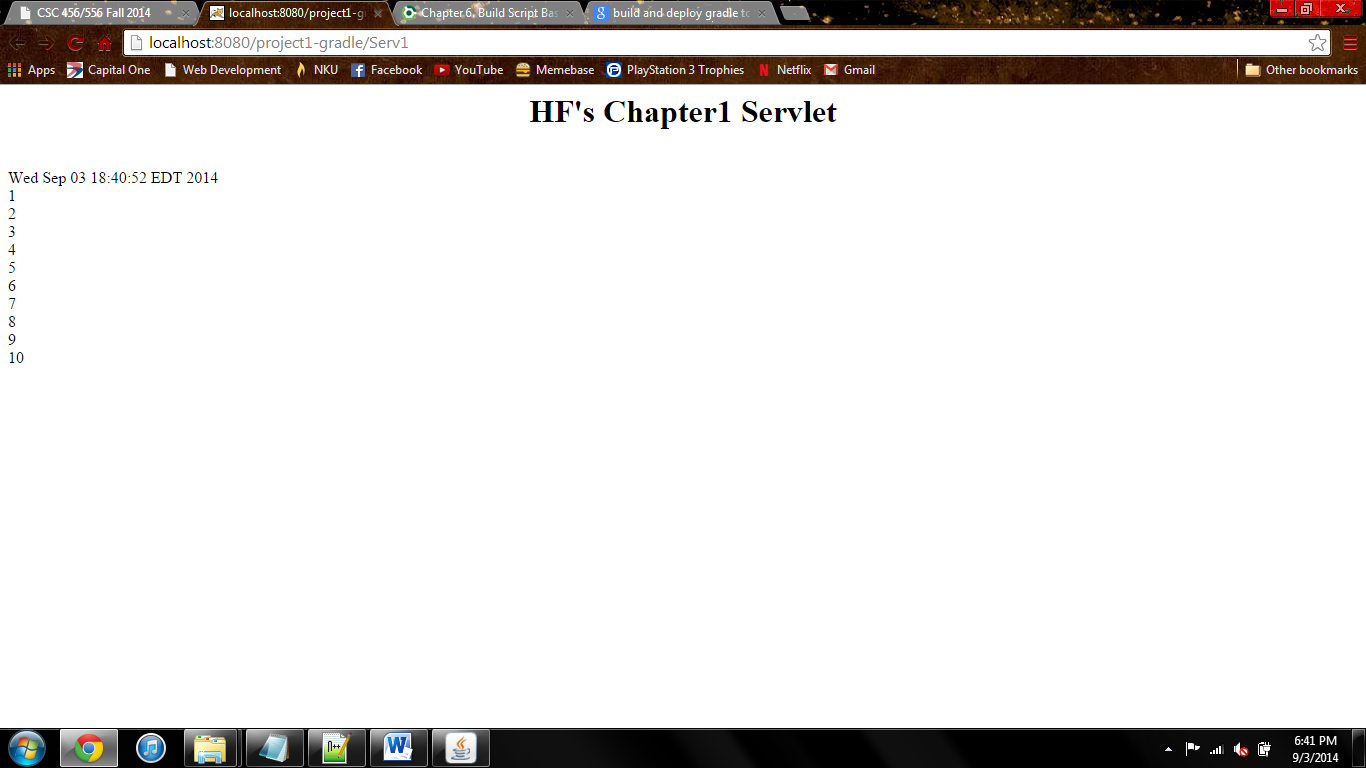 CSC 456/556 Fall 2014 localhost:8080/project1-g Chapter 6. Build Script Bas build and deploy gradle to
localhost:8080/project1-gradle/Serv1
Apps Capital One Web Development NKU Facebook YouTube Memebase PlayStation 3 Trophies Netflix Gmail Other bookmarks
HF's Chapter1 Servlet
Wed Sep 03 18:40:52 EDT 2014
1
2
3
4
5
6
7
8
9
10
6:41 PM
9/3/2014